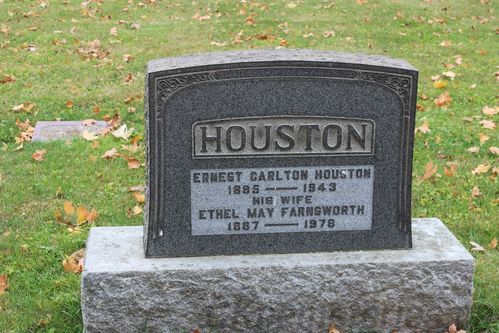 HOUSTON
ERNEST CARLTON HOUSTON
1885 — 1943
HIS WIFE
ETHEL MAY FARNSWORTH
1887 — 1978